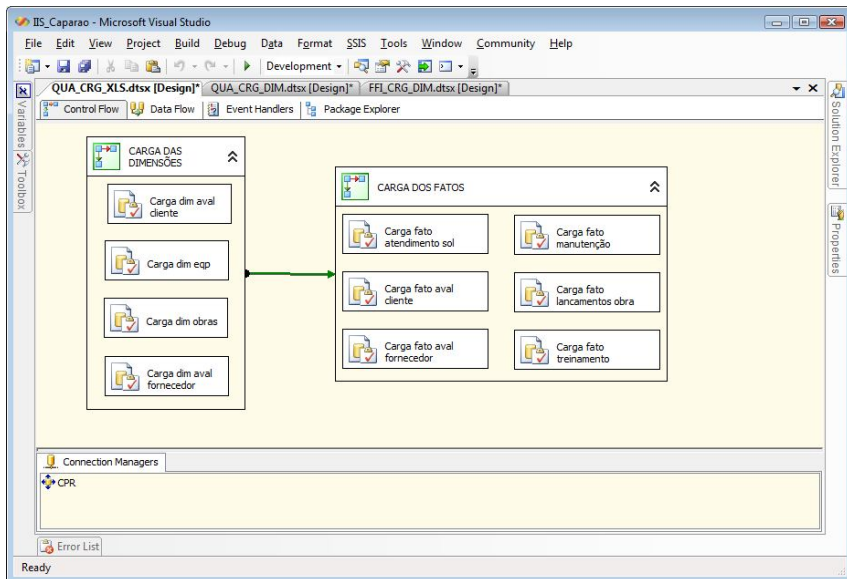 IIS_Caparao - Microsoft Visual Studio
File Edit View Project Build Debug Data Format SSIS Tools Window Community Help
Development
QUA_CRG_XLS.dtsx [Design]* QUA_CRG_DIM.dtsx [Design]* FFI_CRG_DIM.dtsx [Design]*
Control Flow Data Flow Event Handlers Package Explorer
Variables
Toolbox
Solution Explorer
Properties
CARGA DAS
DIMENSÕES
Carga dim aval
cliente
Carga dim eqp
Carga dim obras
Carga dim aval
fornecedor
CARGA DOS FATOS
Carga fato
atendimento sol
Carga fato
manutenção
Carga fato aval
cliente
Carga fato
lancamentos obra
Carga fato aval
fornecedor
Carga fato
treinamento
Connection Managers
CPR
Error List
Ready